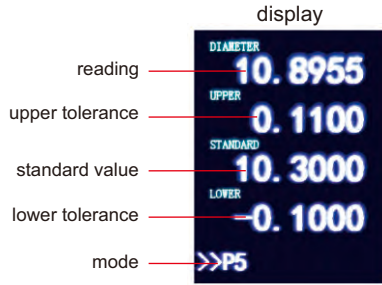 display
DIAMETER
reading 10.8955
UPPER
upper tolerance 0.1100
STANDARD
standard value 10.3000
LOWER
lower tolerance -0.1000
mode >>P5